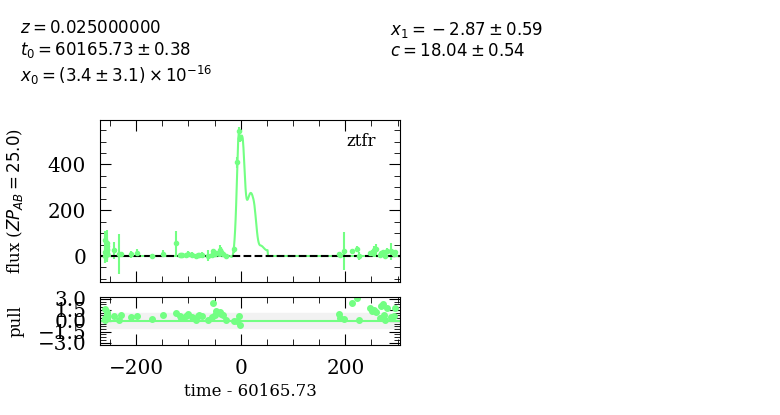 z = 0.025000000
t₀ = 60165.73 ± 0.38
x₀ = (3.4 ± 3.1) × 10⁻¹⁶
x₁ = −2.87 ± 0.59
c = 18.04 ± 0.54
ztfr
flux (ZP_AB = 25.0)
400
200
0
pull
3.0
1.5
0.0
−1.5
−3.0
−200 0 200
time - 60165.73